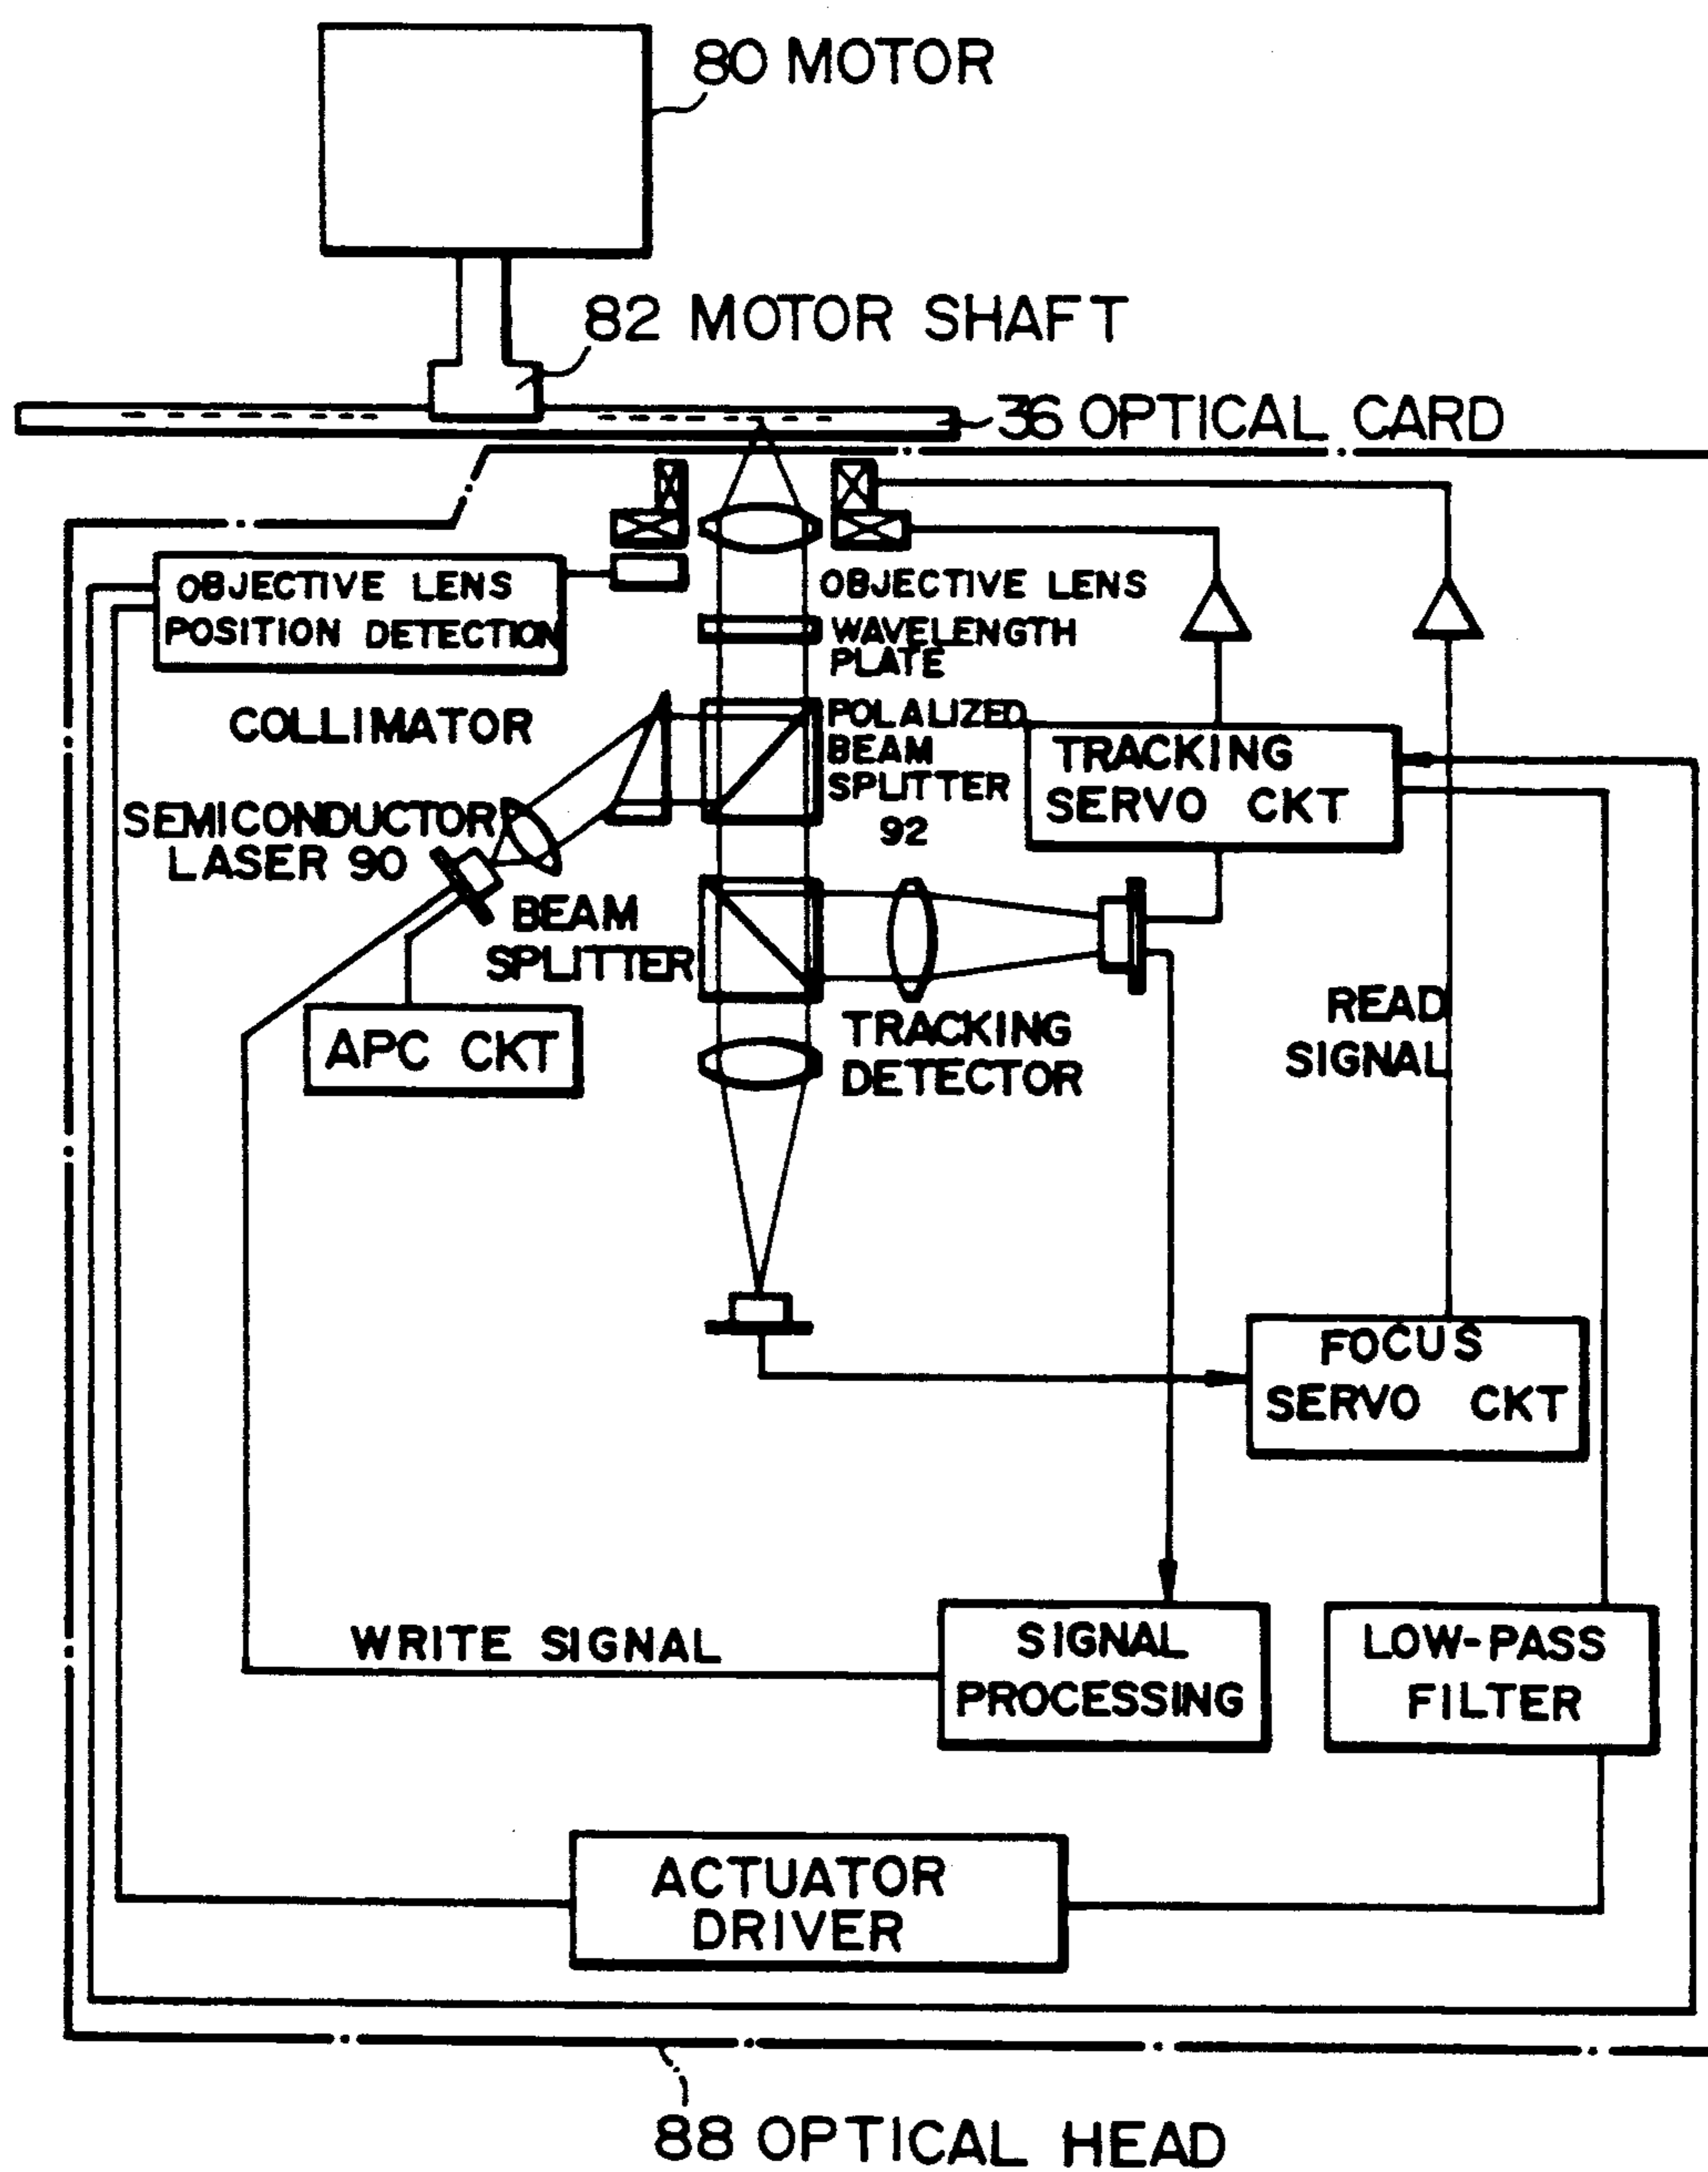 80 MOTOR
82 MOTOR SHAFT
36 OPTICAL CARD
OBJECTIVE LENS
POSITION DETECTION
OBJECTIVE LENS
WAVELENGTH
PLATE
COLLIMATOR
POLALIZED
BEAM
SPLITTER
92
TRACKING
SERVO CKT
SEMICONDUCTOR
LASER 90
BEAM
SPLITTER
APC CKT
TRACKING
DETECTOR
READ
SIGNAL
FOCUS
SERVO CKT
WRITE SIGNAL
SIGNAL
PROCESSING
LOW-PASS
FILTER
ACTUATOR
DRIVER
88 OPTICAL HEAD